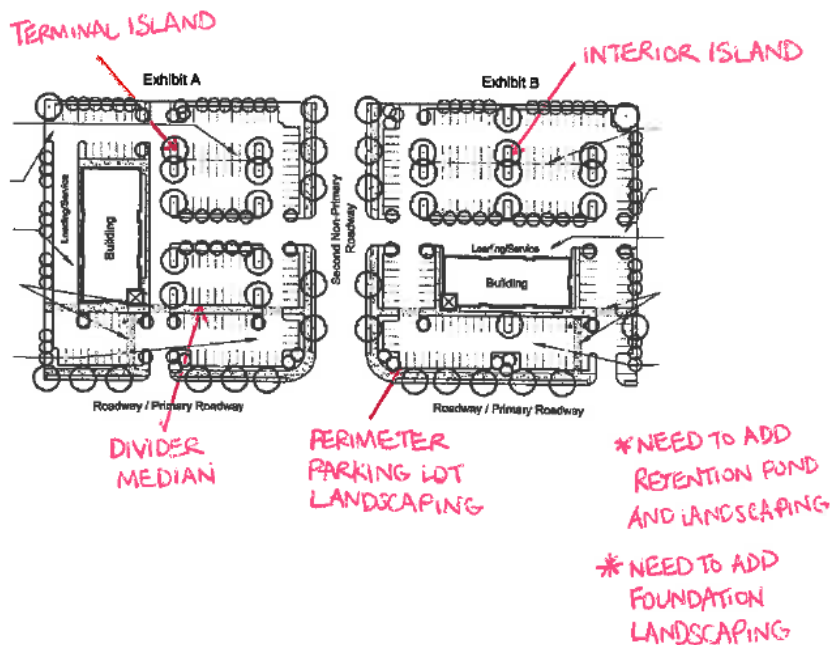 TERMINAL ISLAND
INTERIOR ISLAND
Exhibit A
Exhibit B
Loading/Service
Building
Second Non-Primary
Roadway
Loading/Service
Building
Roadway / Primary Roadway
Roadway / Primary Roadway
DIVIDER
MEDIAN
PERIMETER
PARKING LOT
LANDSCAPING
*NEED TO ADD
RETENTION POND
AND LANDSCAPING
*NEED TO ADD
FOUNDATION
LANDSCAPING